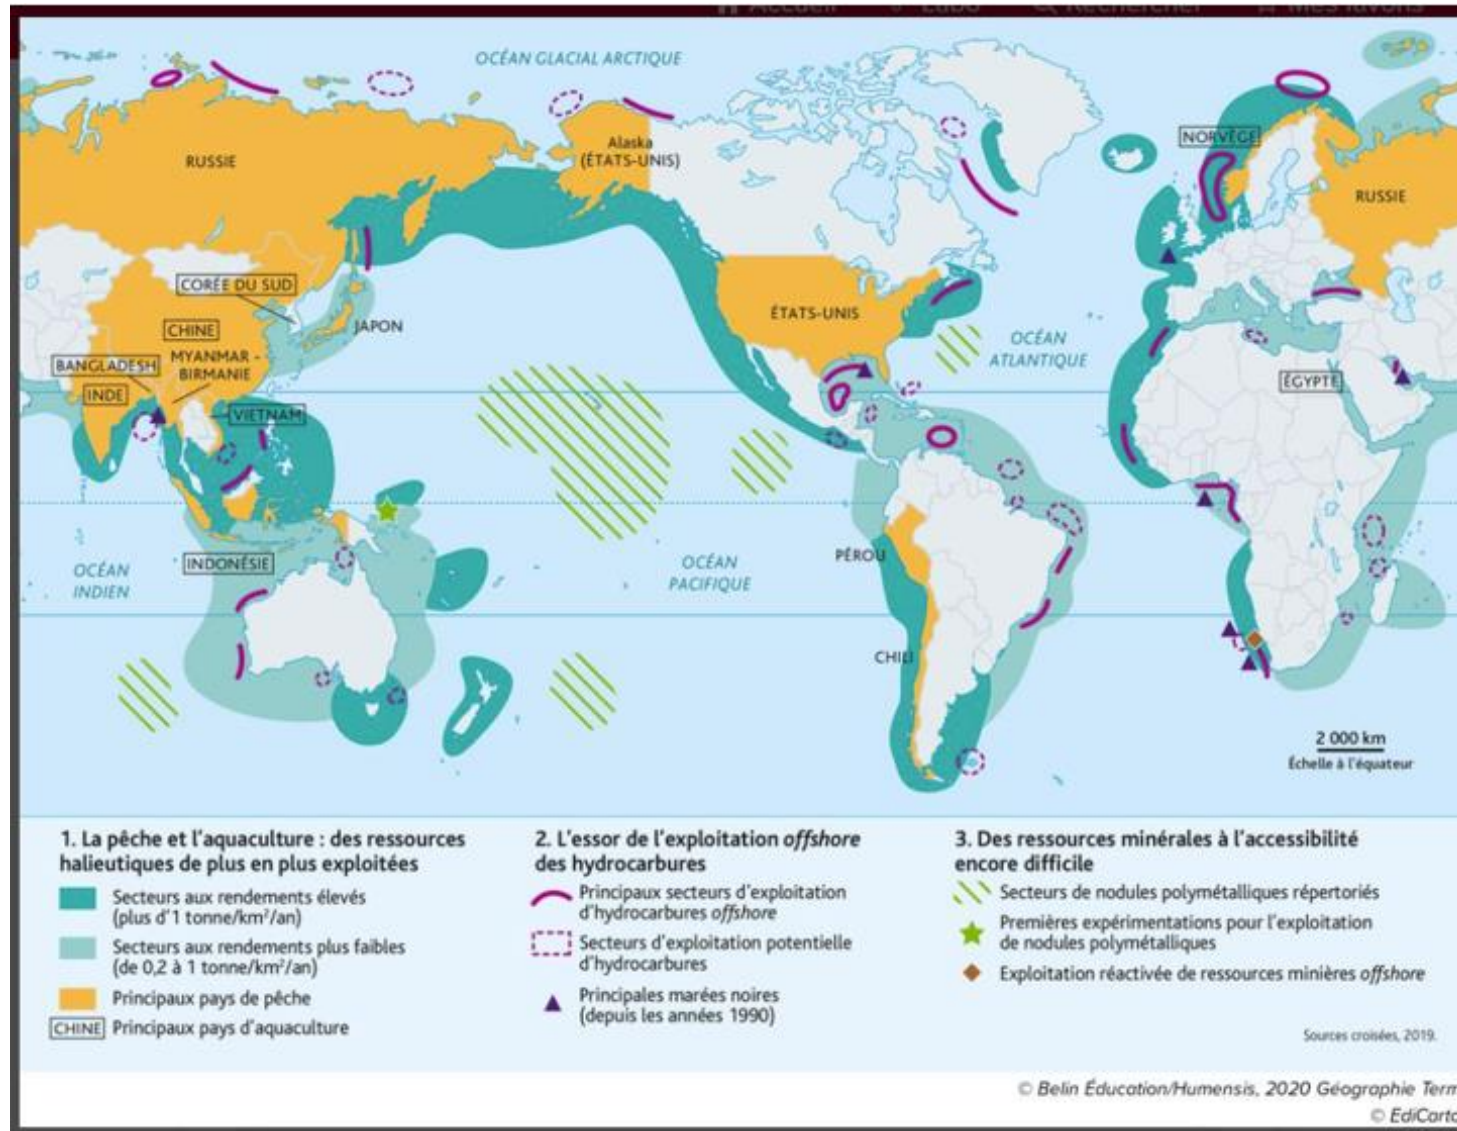 Accueil
Labo
Rechercher
Mes favoris
OCÉAN GLACIAL ARCTIQUE
RUSSIE
Alaska
(ÉTATS-UNIS)
NORVÈGE
RUSSIE
CORÉE DU SUD
CHINE
JAPON
BANGLADESH
MYANMAR -
BIRMANIE
INDE
VIETNAM
ÉTATS-UNIS
OCÉAN
ATLANTIQUE
ÉGYPTE
OCÉAN
INDIEN
INDONÉSIE
OCÉAN
PACIFIQUE
PÉROU
CHILI
2 000 km
Échelle à l'équateur
1. La pêche et l'aquaculture : des ressources
halieutiques de plus en plus exploitées
Secteurs aux rendements élevés
(plus d'1 tonne/km²/an)
Secteurs aux rendements plus faibles
(de 0,2 à 1 tonne/km²/an)
Principaux pays de pêche
CHINE Principaux pays d'aquaculture
2. L'essor de l'exploitation offshore
des hydrocarbures
Principaux secteurs d'exploitation
d'hydrocarbures offshore
Secteurs d'exploitation potentielle
d'hydrocarbures
Principales marées noires
(depuis les années 1990)
3. Des ressources minérales à l'accessibilité
encore difficile
Secteurs de nodules polymétalliques répertoriés
Premières expérimentations pour l'exploitation
de nodules polymétalliques
Exploitation réactivée de ressources minières offshore
Sources croisées, 2019.
© Belin Éducation/Humensis, 2020 Géographie Term
© EdiCarto